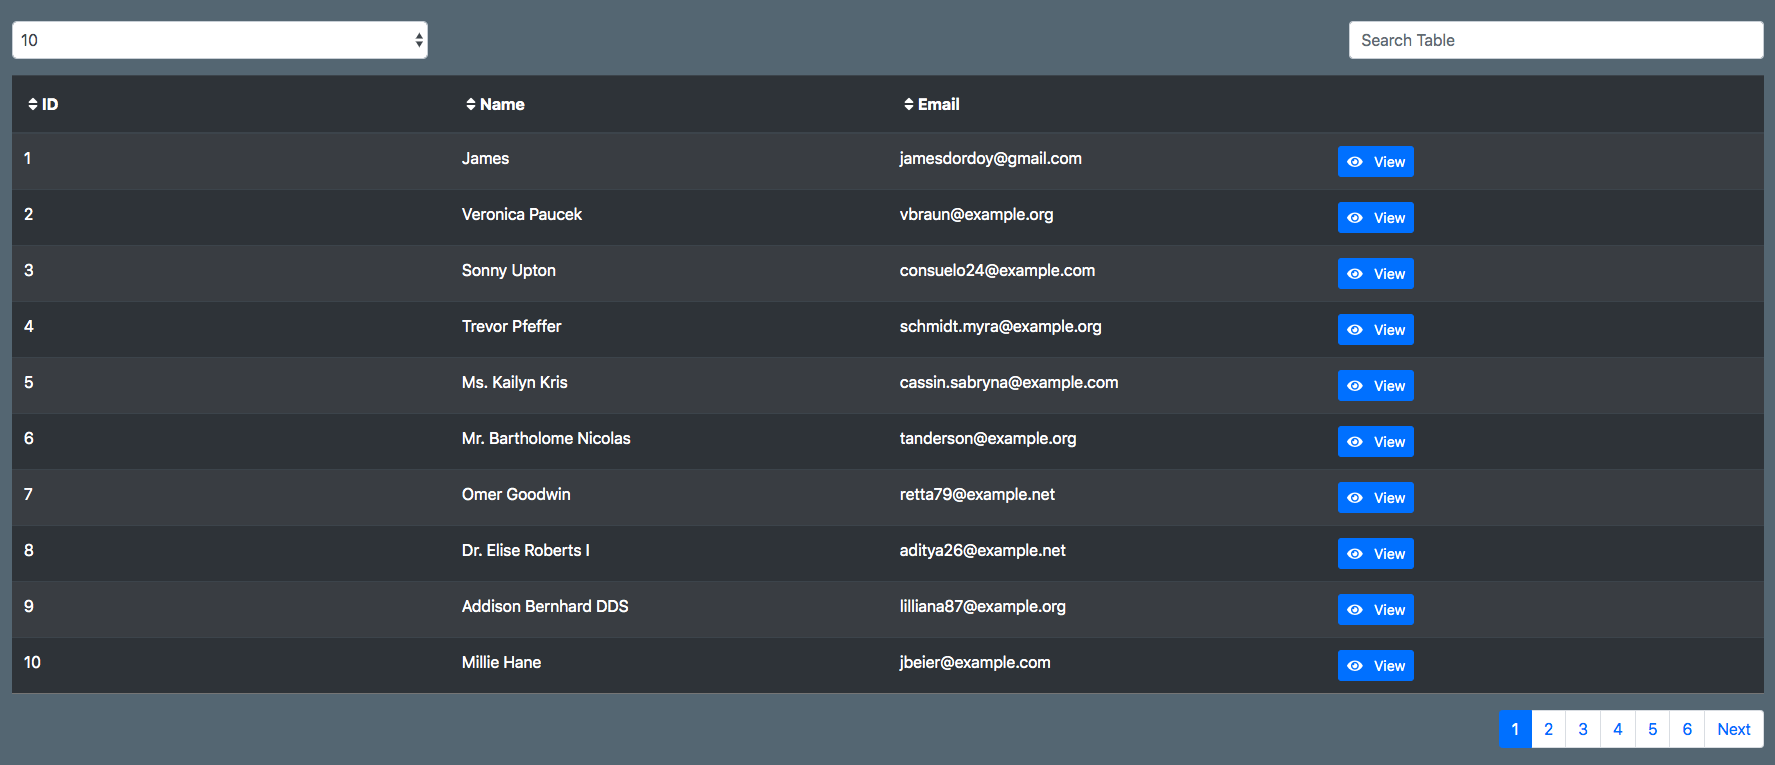 10 Search Table
ID Name Email
1 James jamesdordoy@gmail.com View
2 Veronica Paucek vbraun@example.org View
3 Sonny Upton consuelo24@example.com View
4 Trevor Pfeffer schmidt.myra@example.org View
5 Ms. Kailyn Kris cassin.sabryna@example.com View
6 Mr. Bartholome Nicolas tanderson@example.org View
7 Omer Goodwin retta79@example.net View
8 Dr. Elise Roberts I aditya26@example.net View
9 Addison Bernhard DDS lilliana87@example.org View
10 Millie Hane jbeier@example.com View
1 2 3 4 5 6 Next